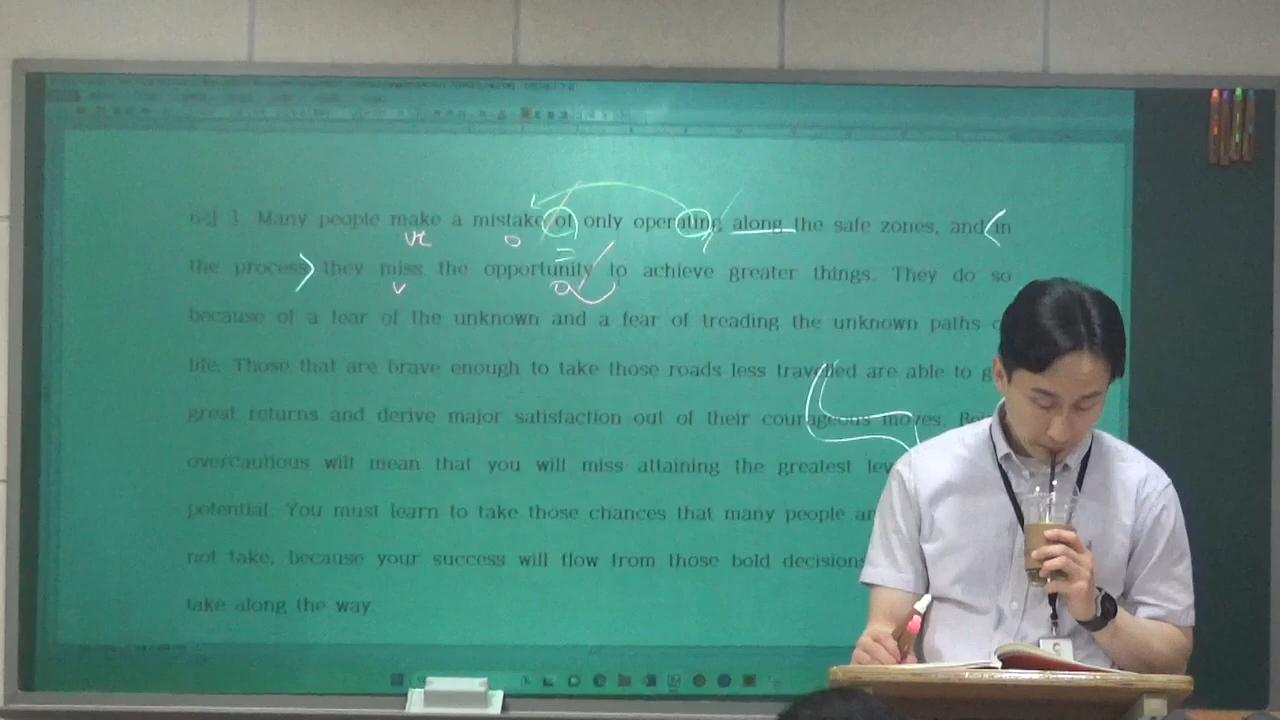 6강 1. Many people make a mistake of only operating along the safe zones, and in
vt o
the process they miss the opportunity to achieve greater things. They do so
v o
because of a fear of the unknown and a fear of treading the unknown paths
life. Those that are brave enough to take those roads less travelled are able to
great returns and derive major satisfaction out of their courageous moves.
overcautious will mean that you will miss attaining the greatest
potential. You must learn to take those chances that many people
not take, because your success will flow from those bold decisions
take along the way